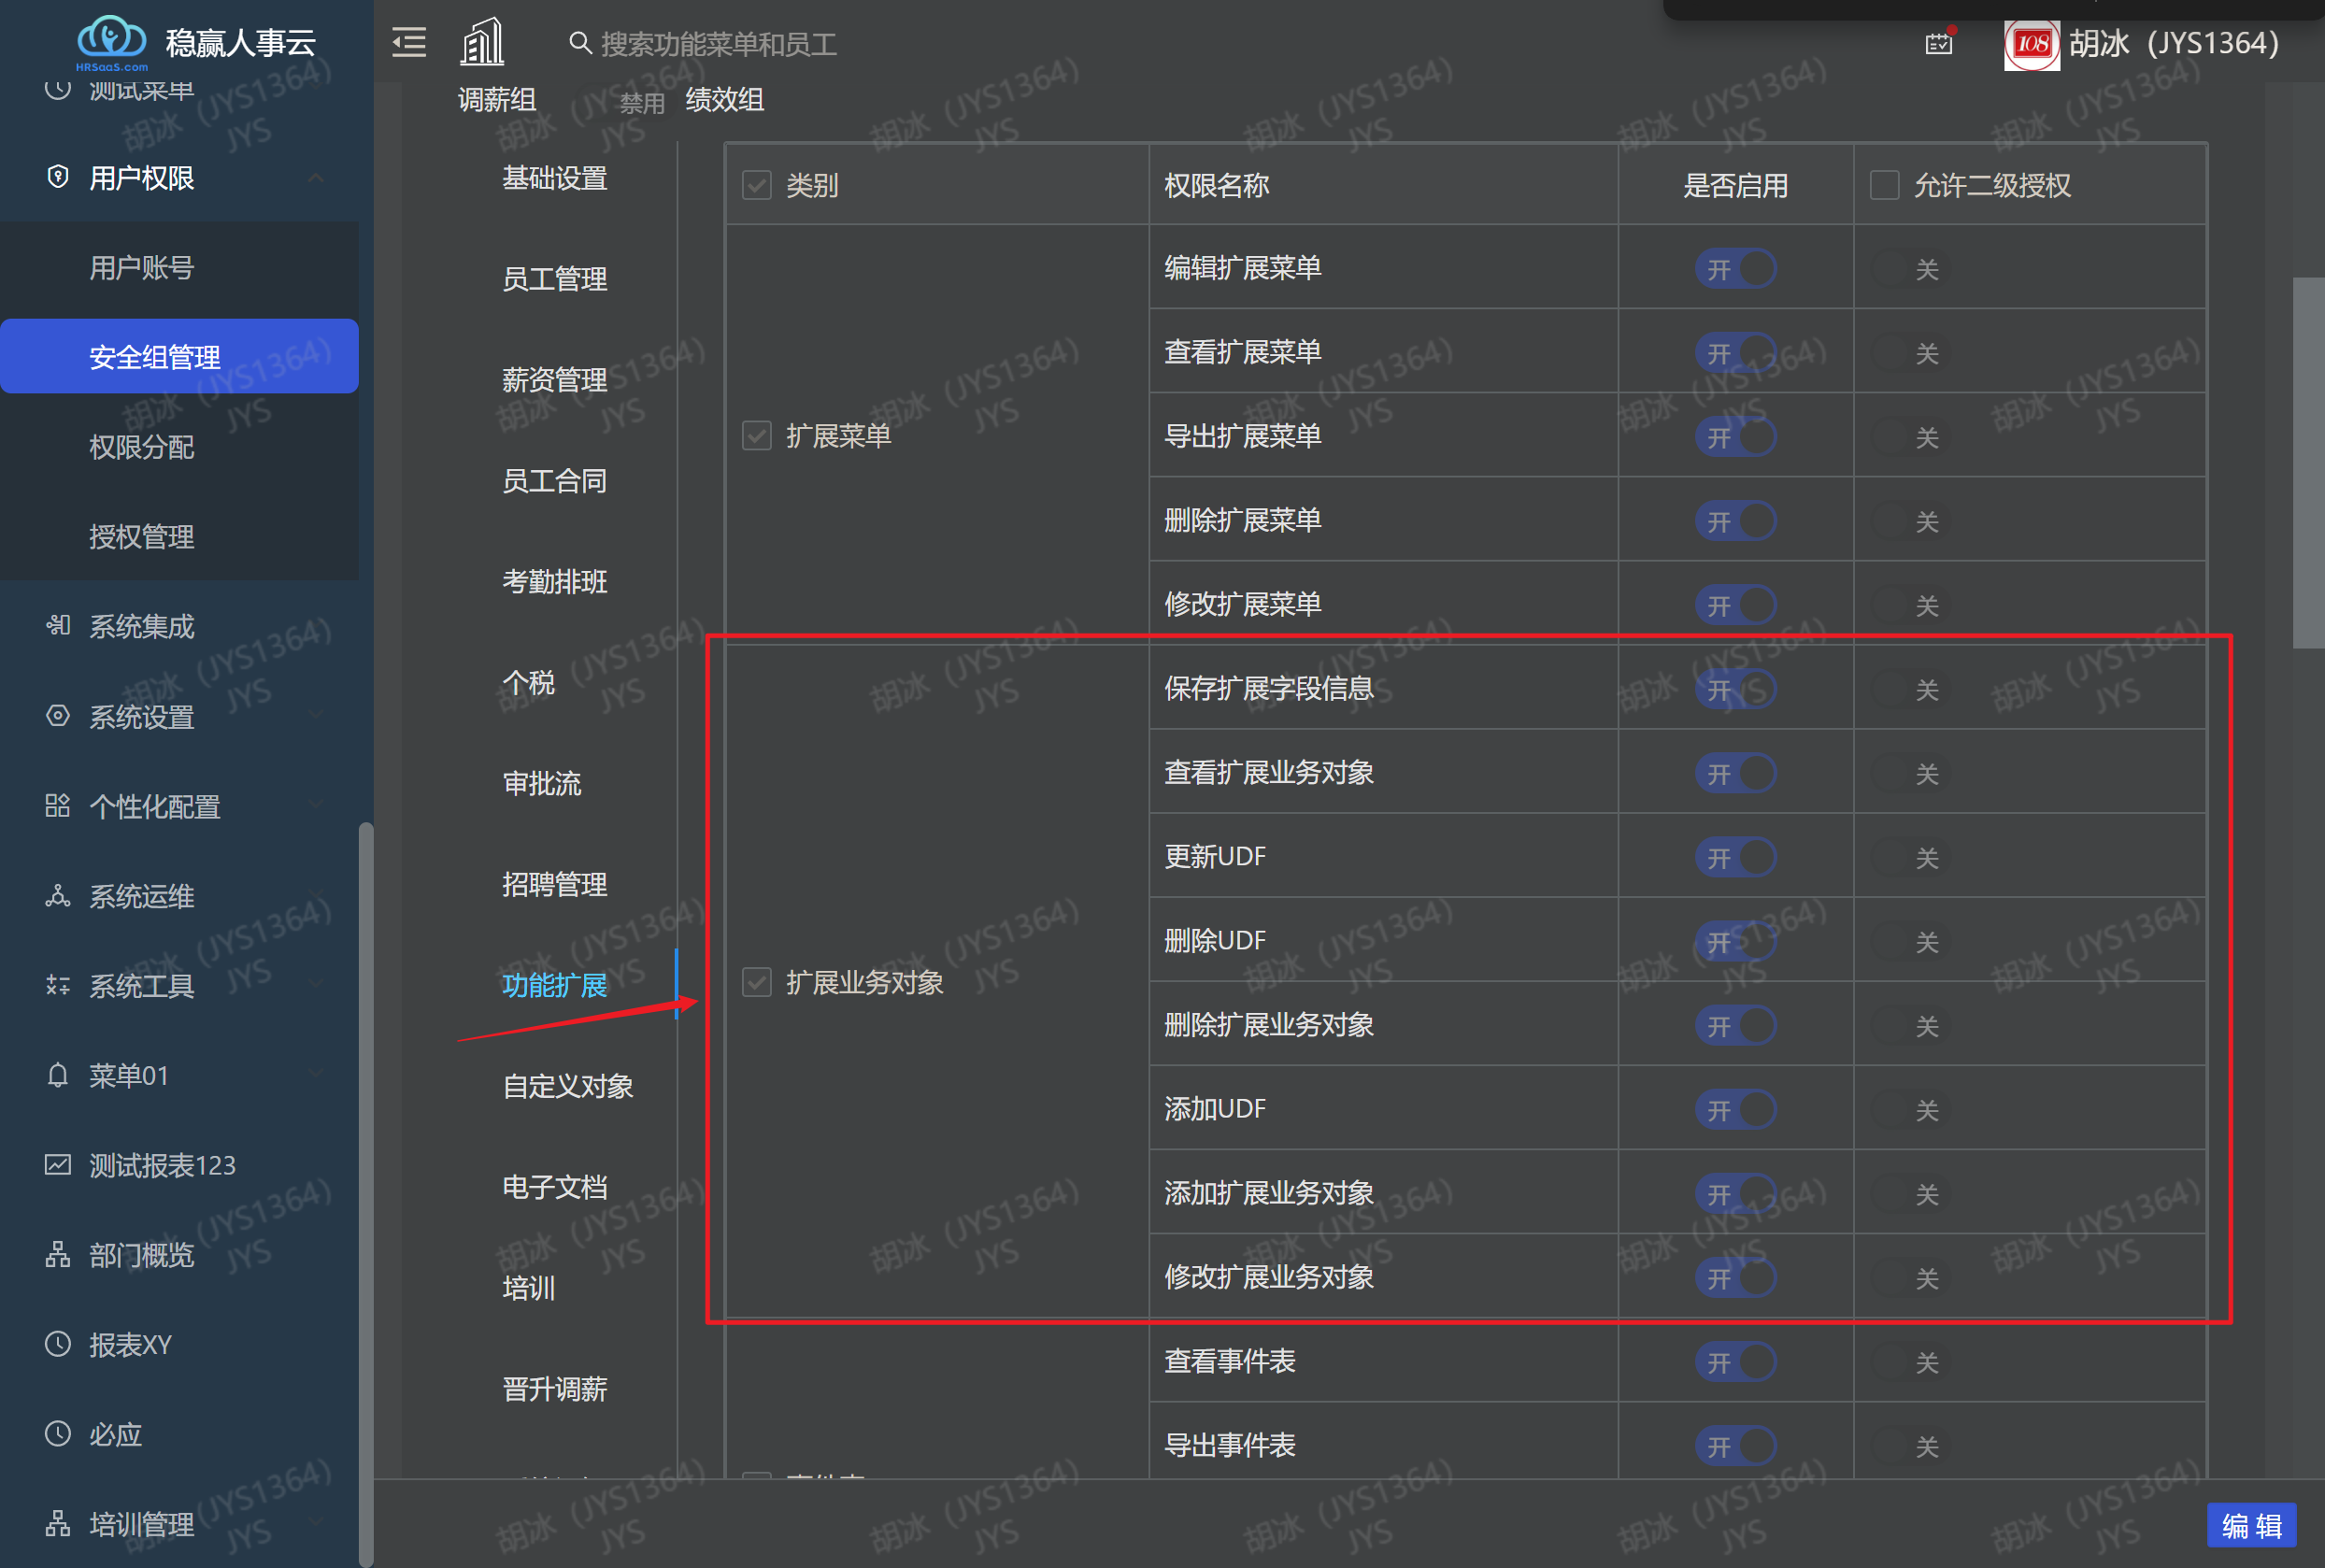 稳赢人事云
HRSaaS.com
搜索功能菜单和员工
108
胡冰（JYS1364）
测试菜单
用户权限
用户账号
安全组管理
权限分配
授权管理
系统集成
系统设置
个性化配置
系统运维
系统工具
菜单01
测试报表123
部门概览
报表XY
必应
培训管理
调薪组
禁用
绩效组
基础设置
员工管理
薪资管理
员工合同
考勤排班
个税
审批流
招聘管理
功能扩展
自定义对象
电子文档
培训
晋升调薪
类别 权限名称 是否启用 允许二级授权
扩展菜单
编辑扩展菜单 开 关
查看扩展菜单 开 关
导出扩展菜单 开 关
删除扩展菜单 开 关
修改扩展菜单 开 关
扩展业务对象
保存扩展字段信息 开 关
查看扩展业务对象 开 关
更新UDF 开 关
删除UDF 开 关
删除扩展业务对象 开 关
添加UDF 开 关
添加扩展业务对象 开 关
修改扩展业务对象 开 关
查看事件表 开 关
导出事件表 开 关
编 辑
胡冰（JYS1364）
JYS